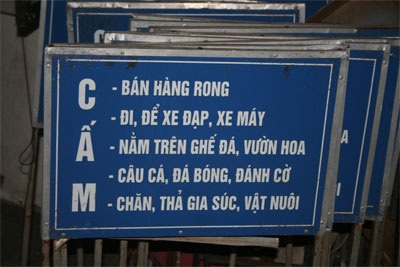 CẤM
- BÁN HÀNG RONG
- ĐI, ĐỂ XE ĐẠP, XE MÁY
- NẰM TRÊN GHẾ ĐÁ, VƯỜN HOA
- CÂU CÁ, ĐÁ BÓNG, ĐÁNH CỜ
- CHĂN, THẢ GIA SÚC, VẬT NUÔI